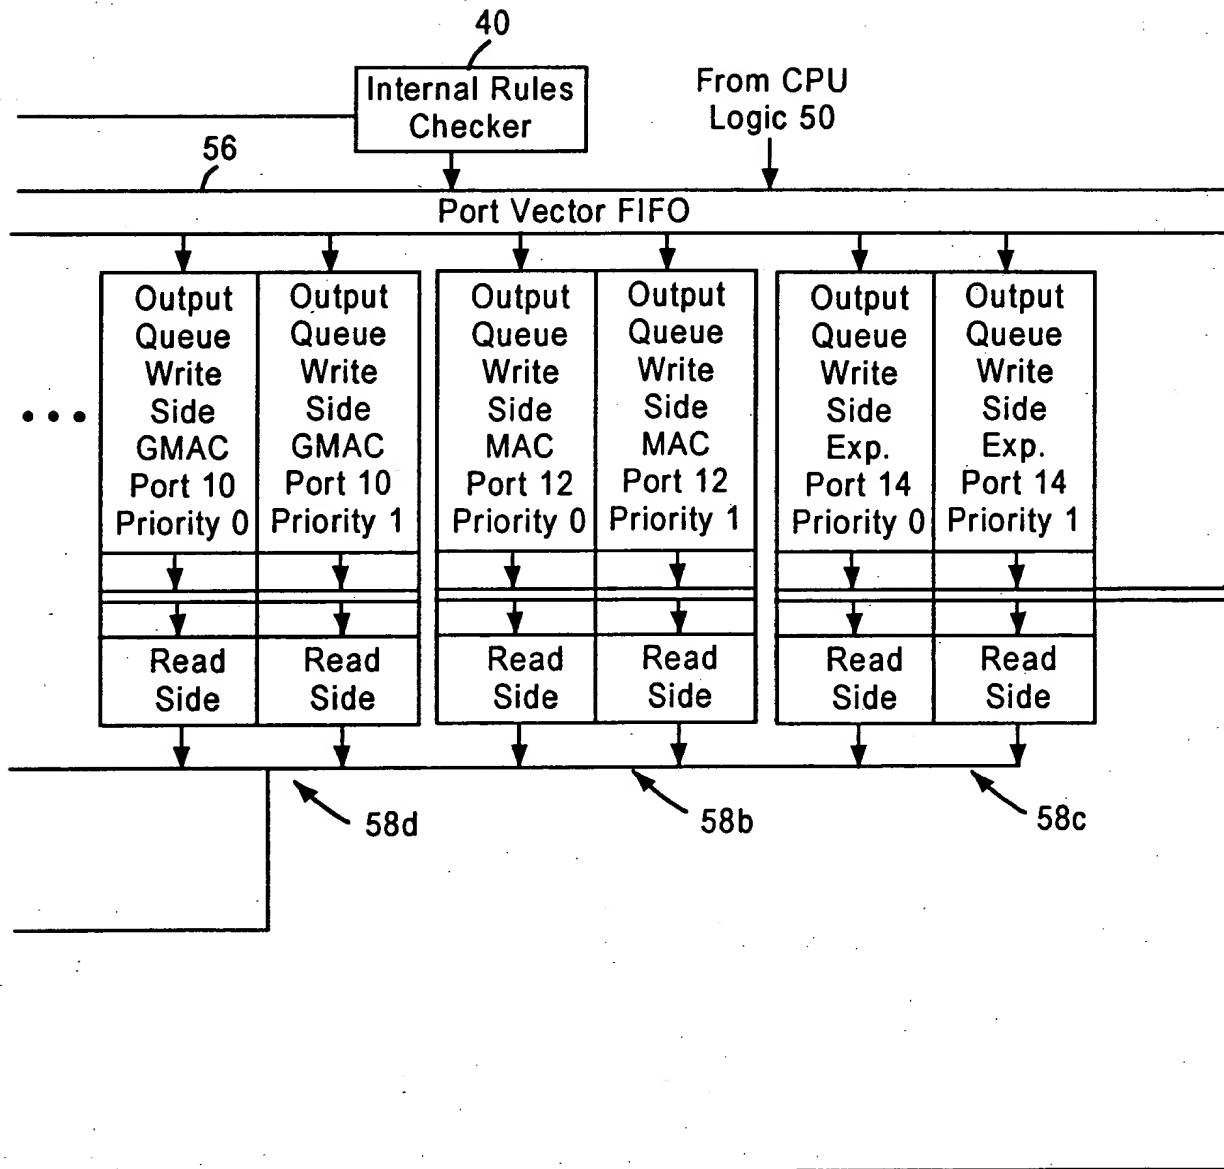 40
Internal Rules
Checker
From CPU
Logic 50
56
Port Vector FIFO
Output
Queue
Write
Side
GMAC
Port 10
Priority 0
Output
Queue
Write
Side
GMAC
Port 10
Priority 1
Output
Queue
Write
Side
MAC
Port 12
Priority 0
Output
Queue
Write
Side
MAC
Port 12
Priority 1
Output
Queue
Write
Side
Exp.
Port 14
Priority 0
Output
Queue
Write
Side
Exp.
Port 14
Priority 1
Read
Side
Read
Side
Read
Side
Read
Side
Read
Side
Read
Side
58d
58b
58c